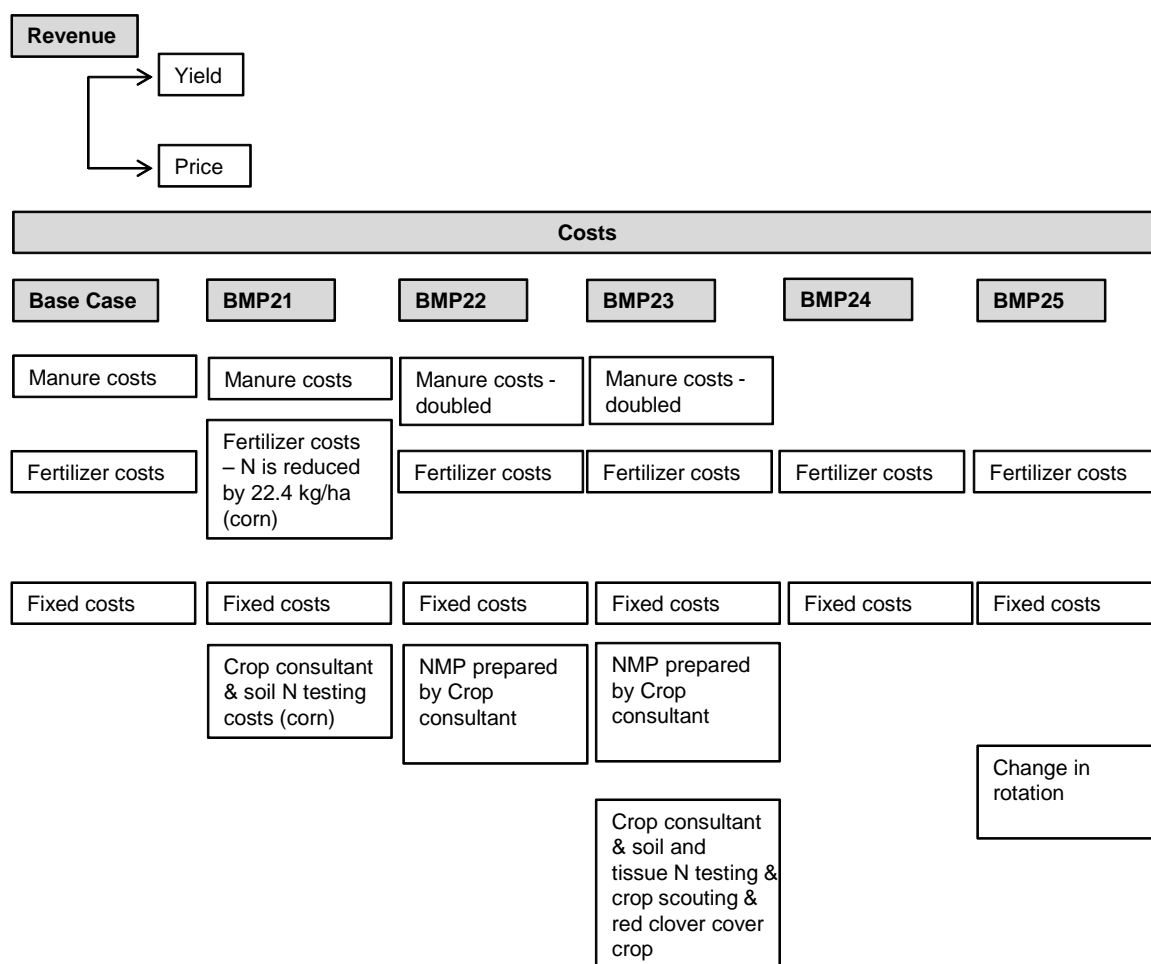 Revenue
Yield
Price
Costs
Base Case
BMP21
BMP22
BMP23
BMP24
BMP25
Manure costs
Manure costs
Manure costs -
doubled
Manure costs -
doubled
Fertilizer costs
Fertilizer costs
– N is reduced
by 22.4 kg/ha
(corn)
Fertilizer costs
Fertilizer costs
Fertilizer costs
Fertilizer costs
Fixed costs
Fixed costs
Fixed costs
Fixed costs
Fixed costs
Fixed costs
Crop consultant
& soil N testing
costs (corn)
NMP prepared
by Crop
consultant
NMP prepared
by Crop
consultant
Change in
rotation
Crop consultant
& soil and
tissue N testing &
crop scouting &
red clover cover
crop